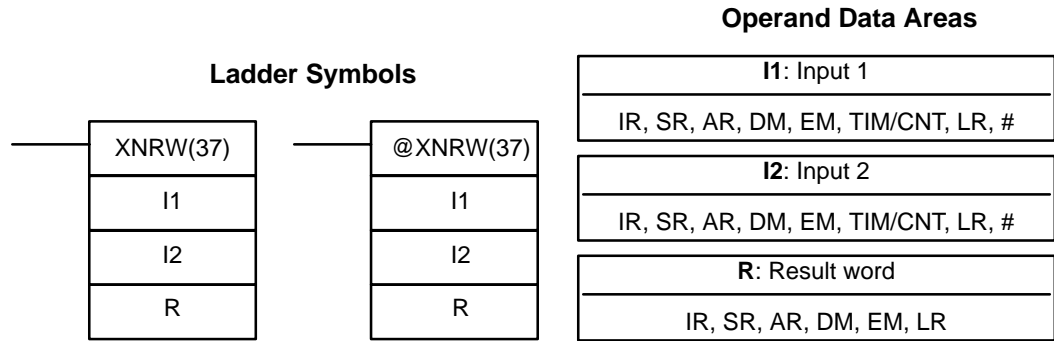 Operand Data Areas
Ladder Symbols
XNRW(37)
I1
I2
R
@XNRW(37)
I1
I2
R
I1: Input 1
IR, SR, AR, DM, EM, TIM/CNT, LR, #
I2: Input 2
IR, SR, AR, DM, EM, TIM/CNT, LR, #
R: Result word
IR, SR, AR, DM, EM, LR